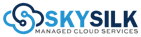 SKYSILK
MANAGED CLOUD SERVICES